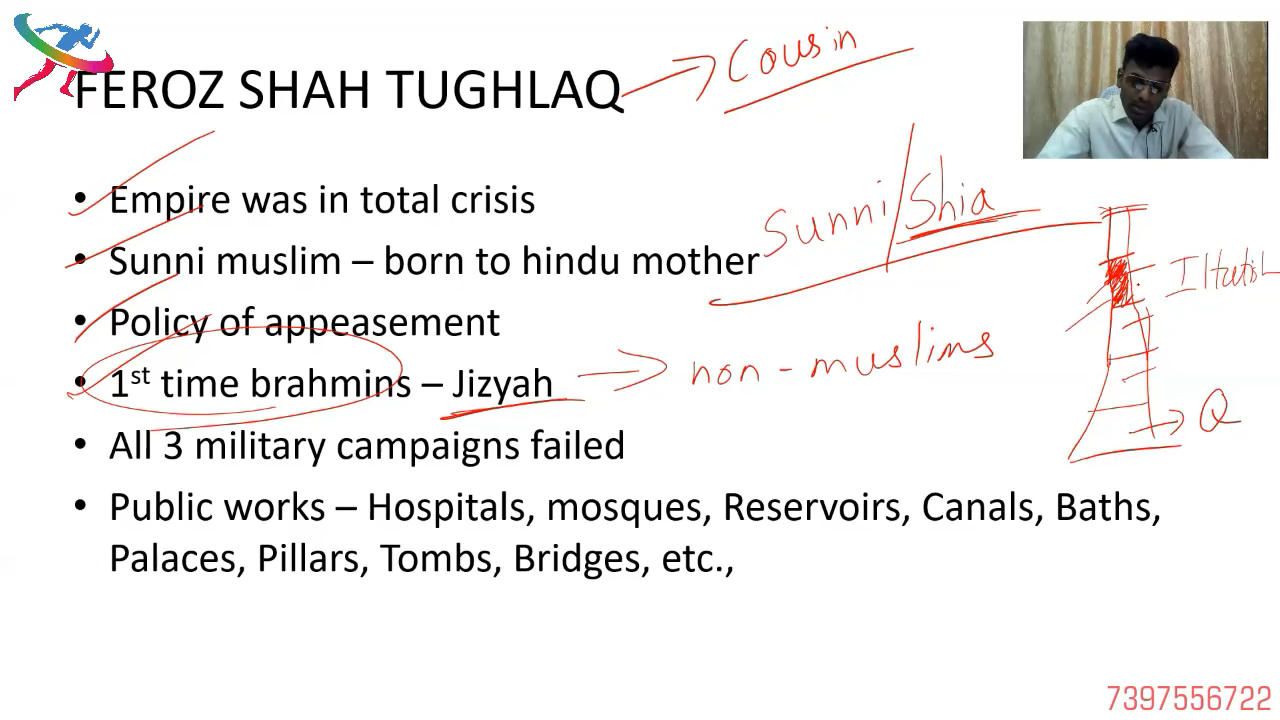 FEROZ SHAH TUGHLAQ
Cousin
• Empire was in total crisis
Sunni/Shia
• Sunni muslim – born to hindu mother
Iltutish
• Policy of appeasement
• 1st time brahmins – Jizyah
non-muslims
Q
• All 3 military campaigns failed
• Public works – Hospitals, mosques, Reservoirs, Canals, Baths,
Palaces, Pillars, Tombs, Bridges, etc.,
7397556722